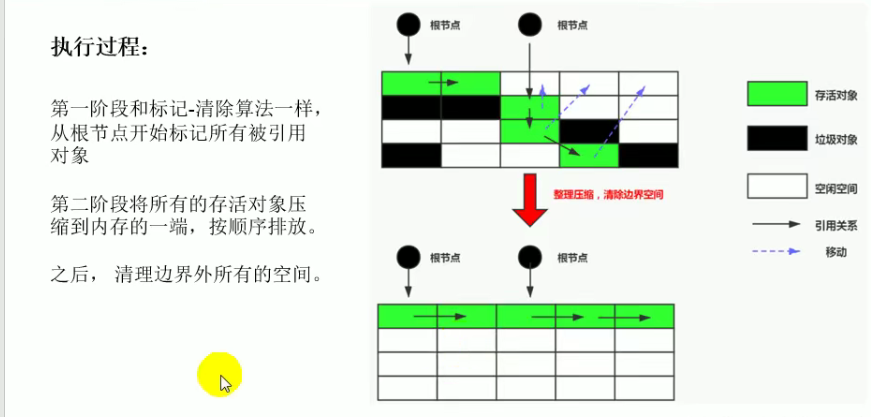 执行过程：
第一阶段和标记-清除算法一样，
从根节点开始标记所有被引用
对象
第二阶段将所有的存活对象压
缩到内存的一端，按顺序排放。
之后， 清理边界外所有的空间。
根节点
根节点
整理压缩，清除边界空间
根节点
根节点
存活对象
垃圾对象
空闲空间
引用关系
移动